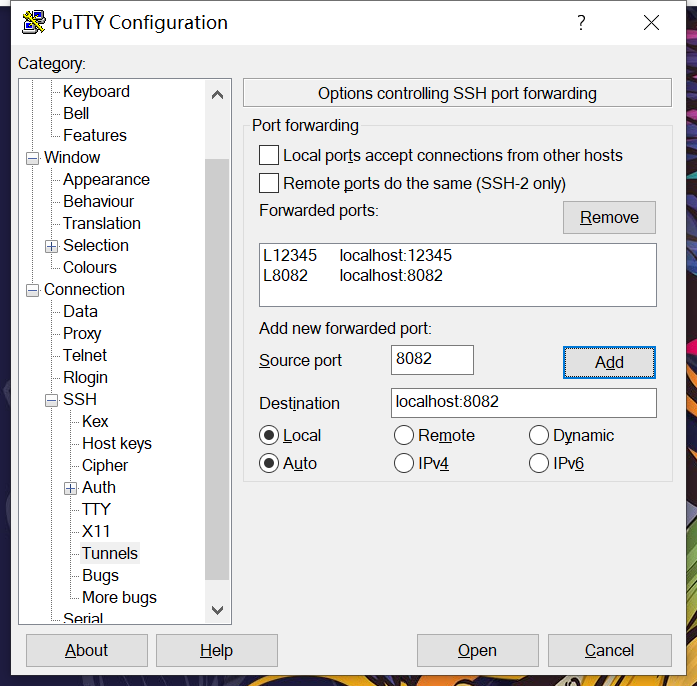 PuTTY Configuration
?
Category:
Keyboard
Bell
Features
Window
Appearance
Behaviour
Translation
Selection
Colours
Connection
Data
Proxy
Telnet
Rlogin
SSH
Kex
Host keys
Cipher
Auth
TTY
X11
Tunnels
Bugs
More bugs
Serial
Options controlling SSH port forwarding
Port forwarding
Local ports accept connections from other hosts
Remote ports do the same (SSH-2 only)
Forwarded ports:
Remove
L12345 localhost:12345
L8082 localhost:8082
Add new forwarded port:
Source port 8082 Add
Destination localhost:8082
Local Remote Dynamic
Auto IPv4 IPv6
About Help Open Cancel